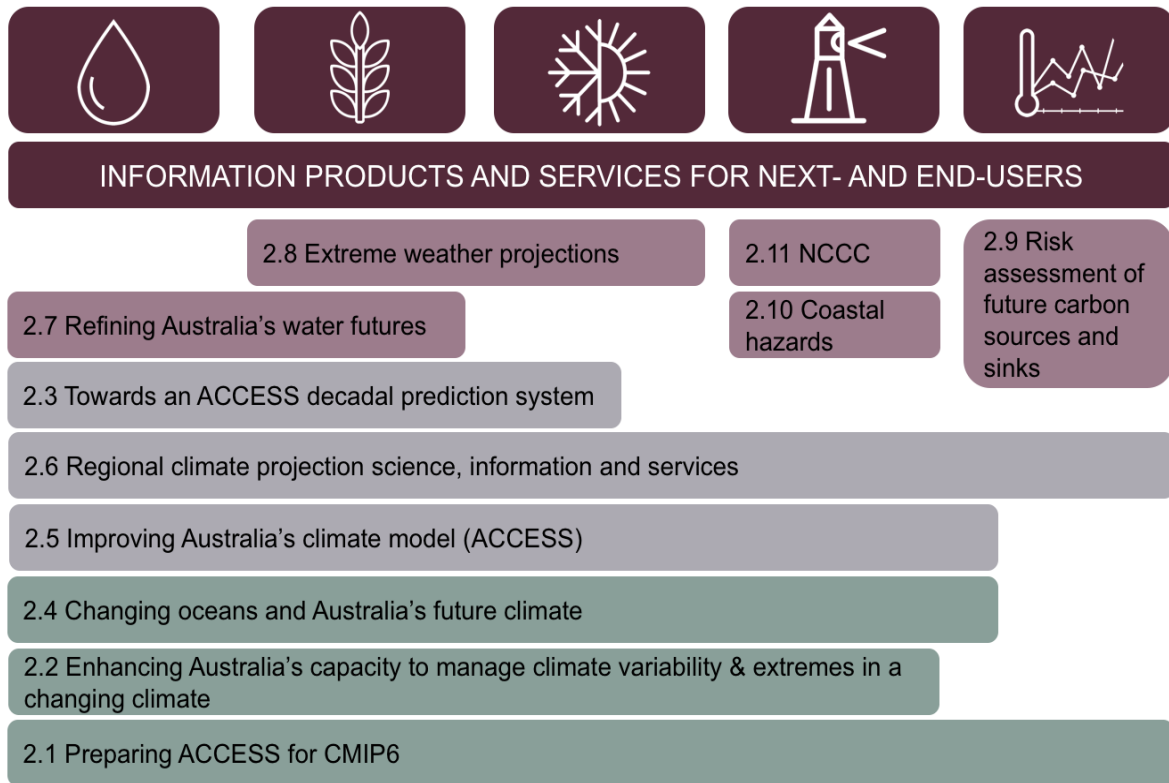 INFORMATION PRODUCTS AND SERVICES FOR NEXT- AND END-USERS
2.8 Extreme weather projections
2.11 NCCC
2.9 Risk
assessment of
future carbon
sources and
sinks
2.7 Refining Australia’s water futures
2.10 Coastal
hazards
2.3 Towards an ACCESS decadal prediction system
2.6 Regional climate projection science, information and services
2.5 Improving Australia’s climate model (ACCESS)
2.4 Changing oceans and Australia’s future climate
2.2 Enhancing Australia’s capacity to manage climate variability & extremes in a
changing climate
2.1 Preparing ACCESS for CMIP6